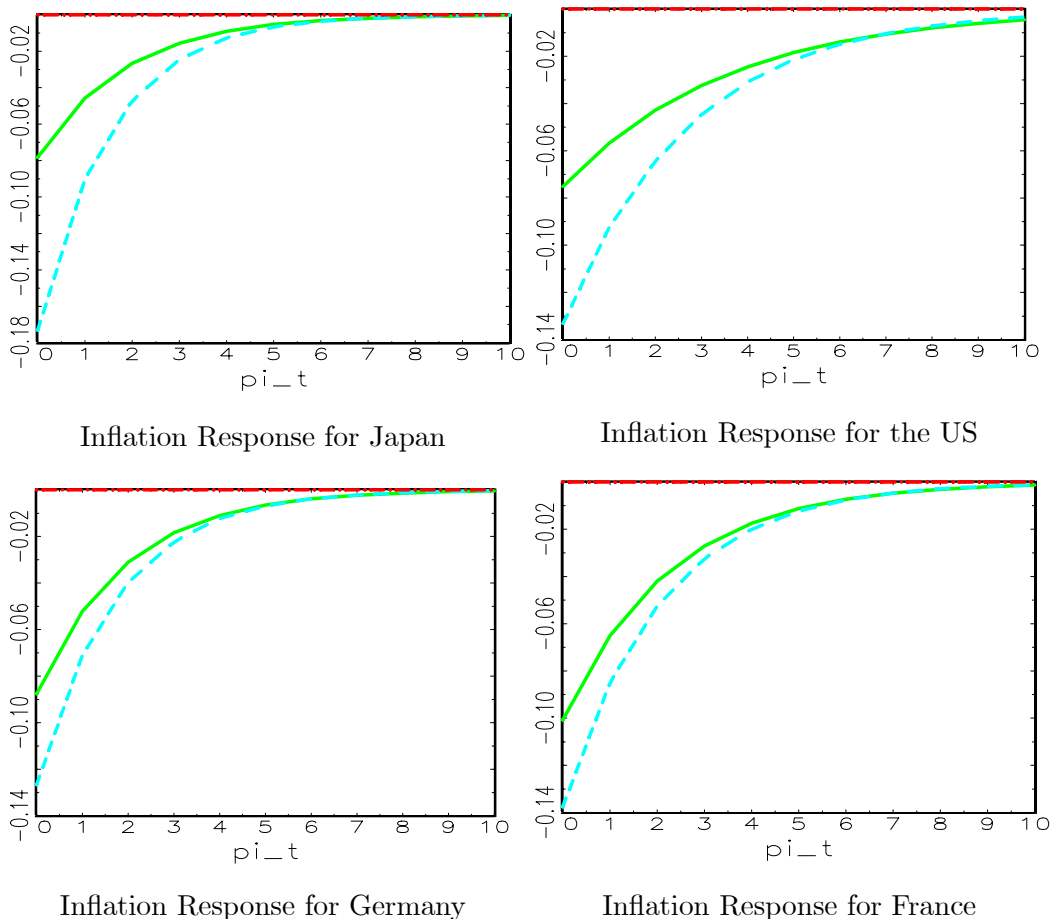 -0.02
-0.06
-0.10
-0.14
-0.18
0 1 2 3 4 5 6 7 8 9 10
pi_t
Inflation Response for Japan
-0.02
-0.06
-0.10
-0.14
0 1 2 3 4 5 6 7 8 9 10
pi_t
Inflation Response for the US
-0.02
-0.06
-0.10
-0.14
0 1 2 3 4 5 6 7 8 9 10
pi_t
Inflation Response for Germany
-0.02
-0.06
-0.10
-0.14
0 1 2 3 4 5 6 7 8 9 10
pi_t
Inflation Response for France